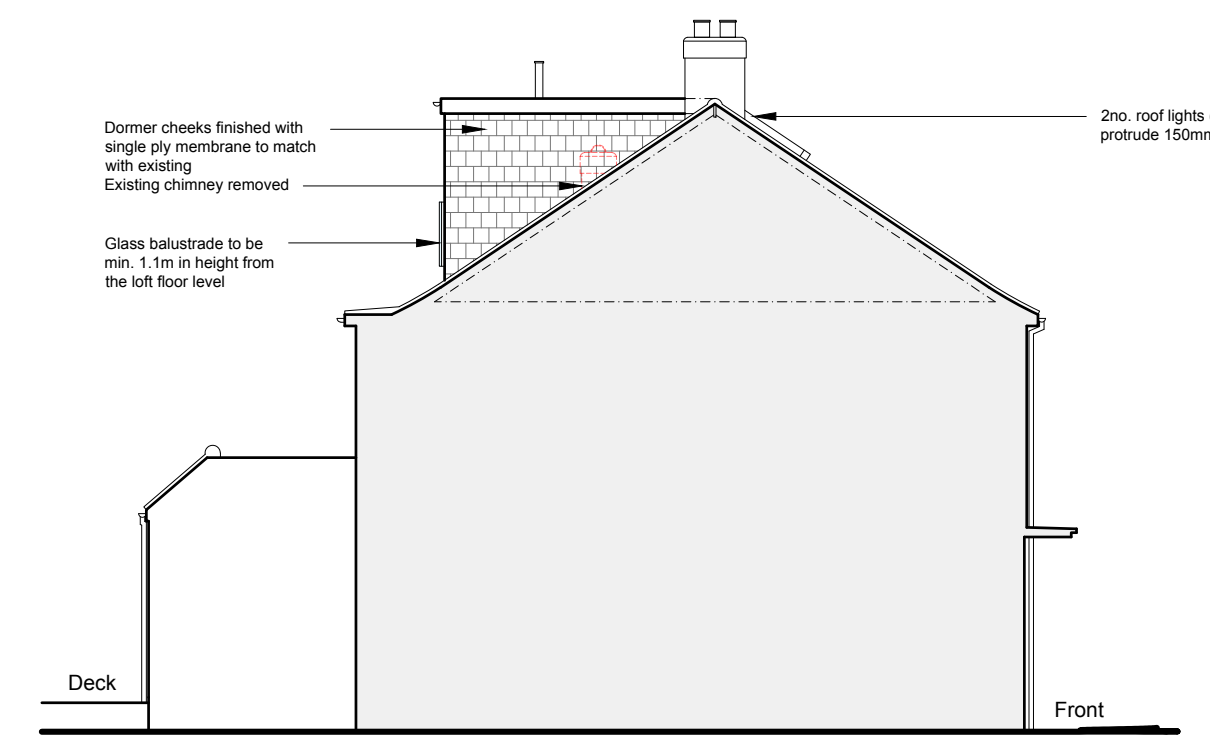 Dormer cheeks finished with
single ply membrane to match
with existing
Existing chimney removed
Glass balustrade to be
min. 1.1m in height from
the loft floor level
2no. roof lights
protrude 150mm
Deck
Front